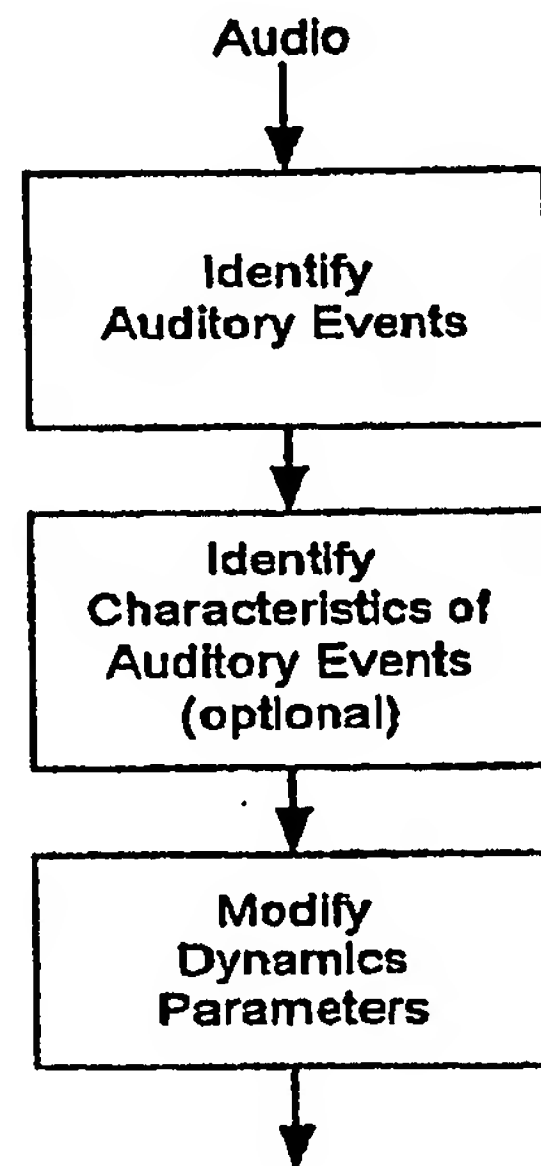 Audio
Identify
Auditory Events
Identify
Characteristics of
Auditory Events
(optional)
Modify
Dynamics
Parameters